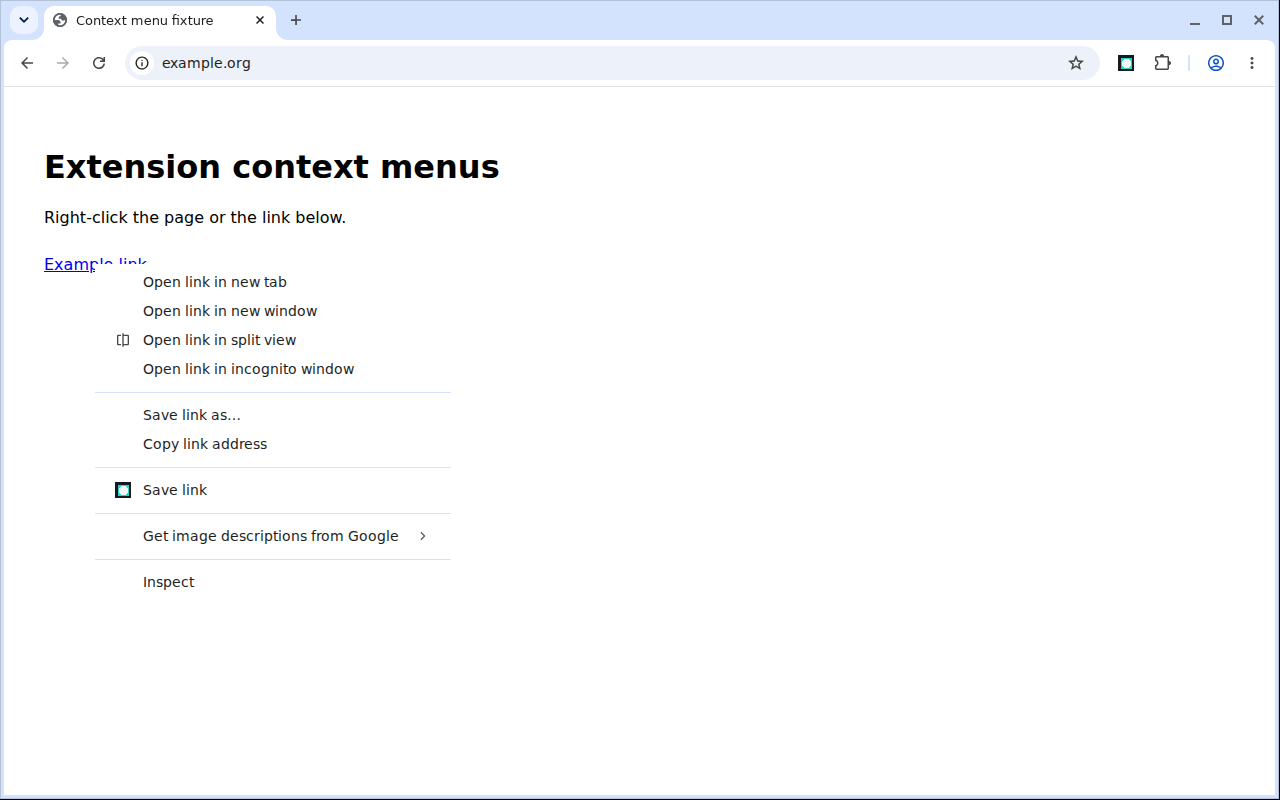 Context menu fixture
example.org
Extension context menus
Right-click the page or the link below.
Example link
Open link in new tab
Open link in new window
Open link in split view
Open link in incognito window
Save link as...
Copy link address
Save link
Get image descriptions from Google
Inspect